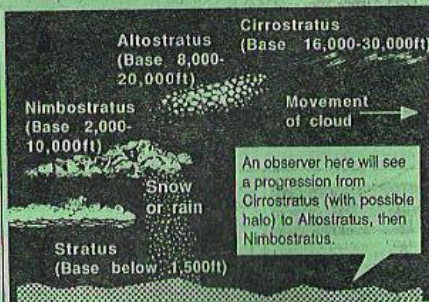 Cirrostratus
(Base 16,000-30,000ft)
Altostratus
(Base 8,000-
20,000ft)
Movement
of cloud
Nimbostratus
(Base 2,000-
10,000ft)
Snow
or rain
An observer here will see
a progression from
Cirrostratus (with possible
halo) to Altostratus, then
Nimbostratus.
Stratus
(Base below 1,500ft)